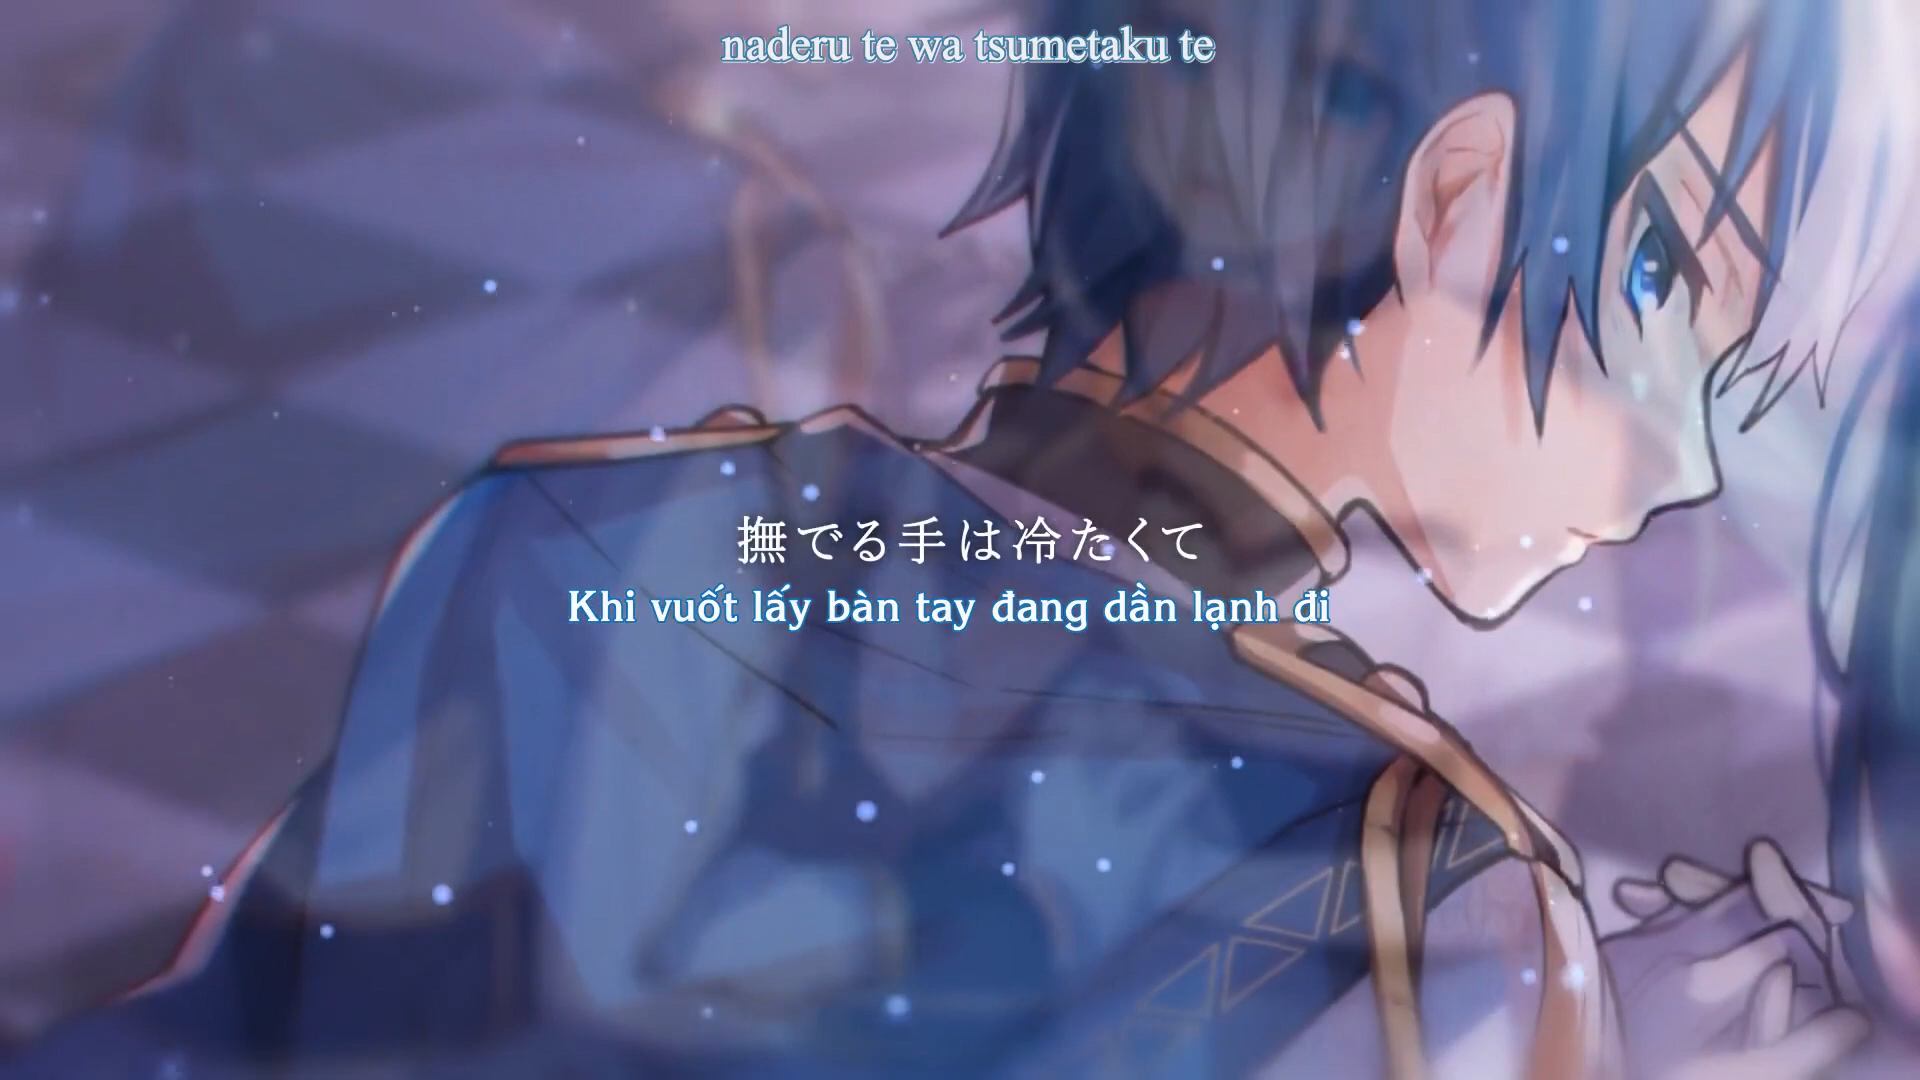 naderu te wa tsumetaku te
撫でる手は冷たくて
Khi vuốt lấy bàn tay đang dần lạnh đi